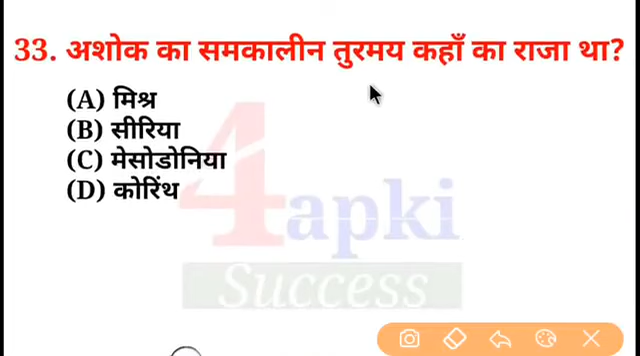 33. अशोक का समकालीन तुरमय कहाँ का राजा था?
(A) मिश्र
(B) सीरिया
(C) मेसोडोनिया
(D) कोरिंथ
4apki
Success